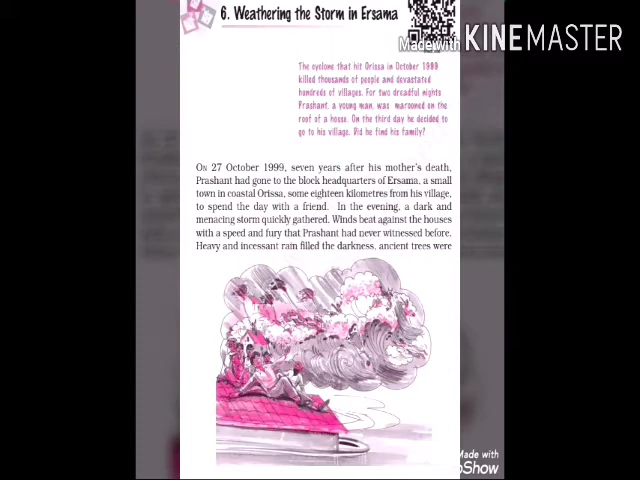 6. Weathering the Storm in Ersama
Made with KINEMASTER
The cyclone that hit Orissa in October 1999
killed thousands of people and devastated
hundreds of villages. For two dreadful nights
Prashant, a young man, was marooned on the
roof of a house. On the third day he decided to
go to his village. Did he find his family?
ON 27 October 1999, seven years after his mother's death,
Prashant had gone to the block headquarters of Ersama, a small
town in coastal Orissa, some eighteen kilometres from his village,
to spend the day with a friend. In the evening, a dark and
menacing storm quickly gathered. Winds beat against the houses
with a speed and fury that Prashant had never witnessed before.
Heavy and incessant rain filled the darkness, ancient trees were
Made with
Show